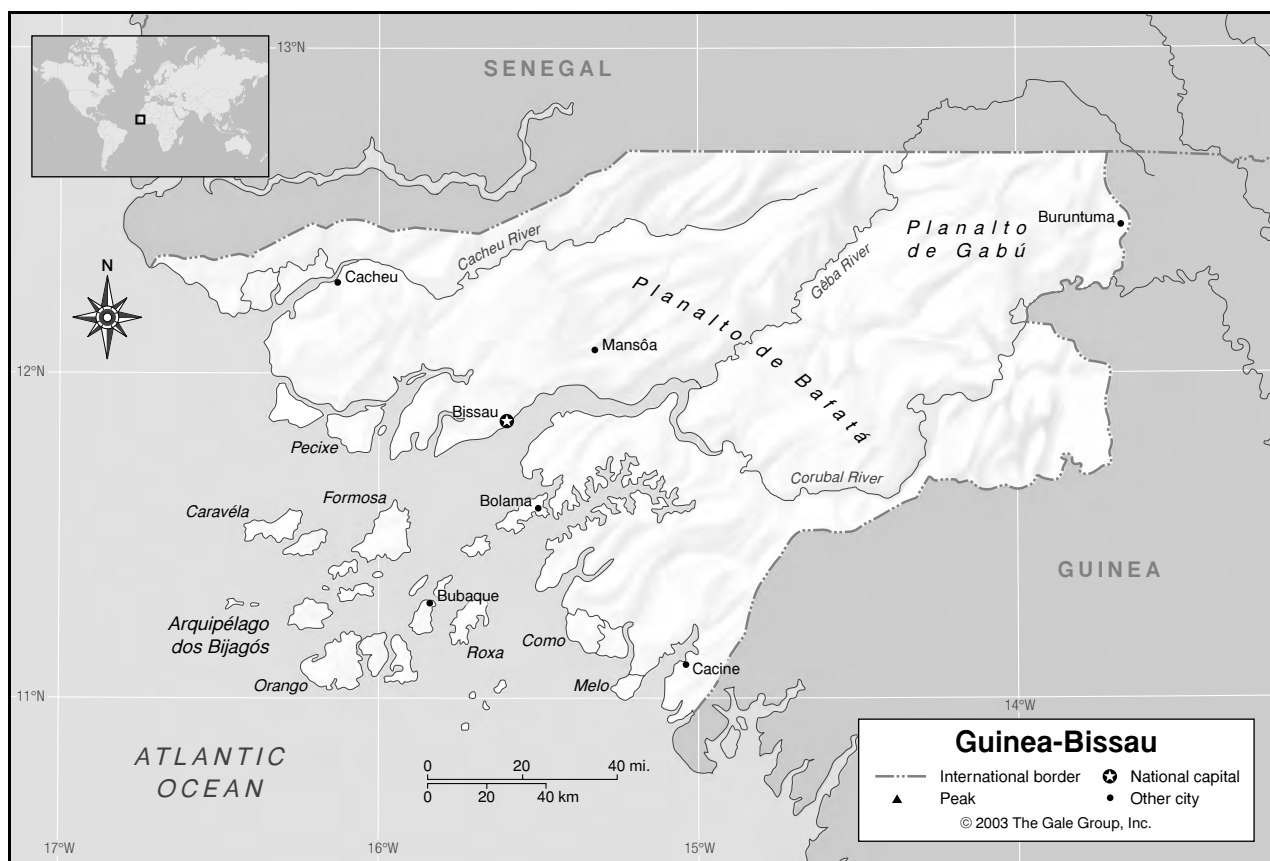 13°N
SENEGAL
Buruntuma
Planalto
de Gabú
Cacheu River
N
Cacheu
Gêba River
Planalto de Bafatá
Mansôa
12°N
Bissau
Pecixe
Corubal River
Formosa
Bolama
Caravéla
GUINEA
Bubaque
Arquipélago
dos Bijagós
Como
Roxa
Cacine
Orango
Melo
11°N
14°W
ATLANTIC
OCEAN
0 20 40 mi.
0 20 40 km
Guinea-Bissau
International border
National capital
Peak
Other city
© 2003 The Gale Group, Inc.
17°W
16°W
15°W